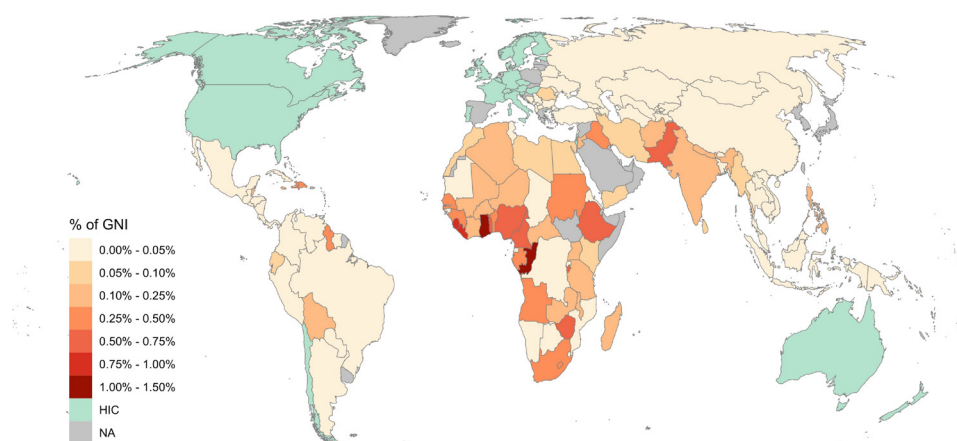 % of GNI
0.00% - 0.05%
0.05% - 0.10%
0.10% - 0.25%
0.25% - 0.50%
0.50% - 0.75%
0.75% - 1.00%
1.00% - 1.50%
HIC
NA